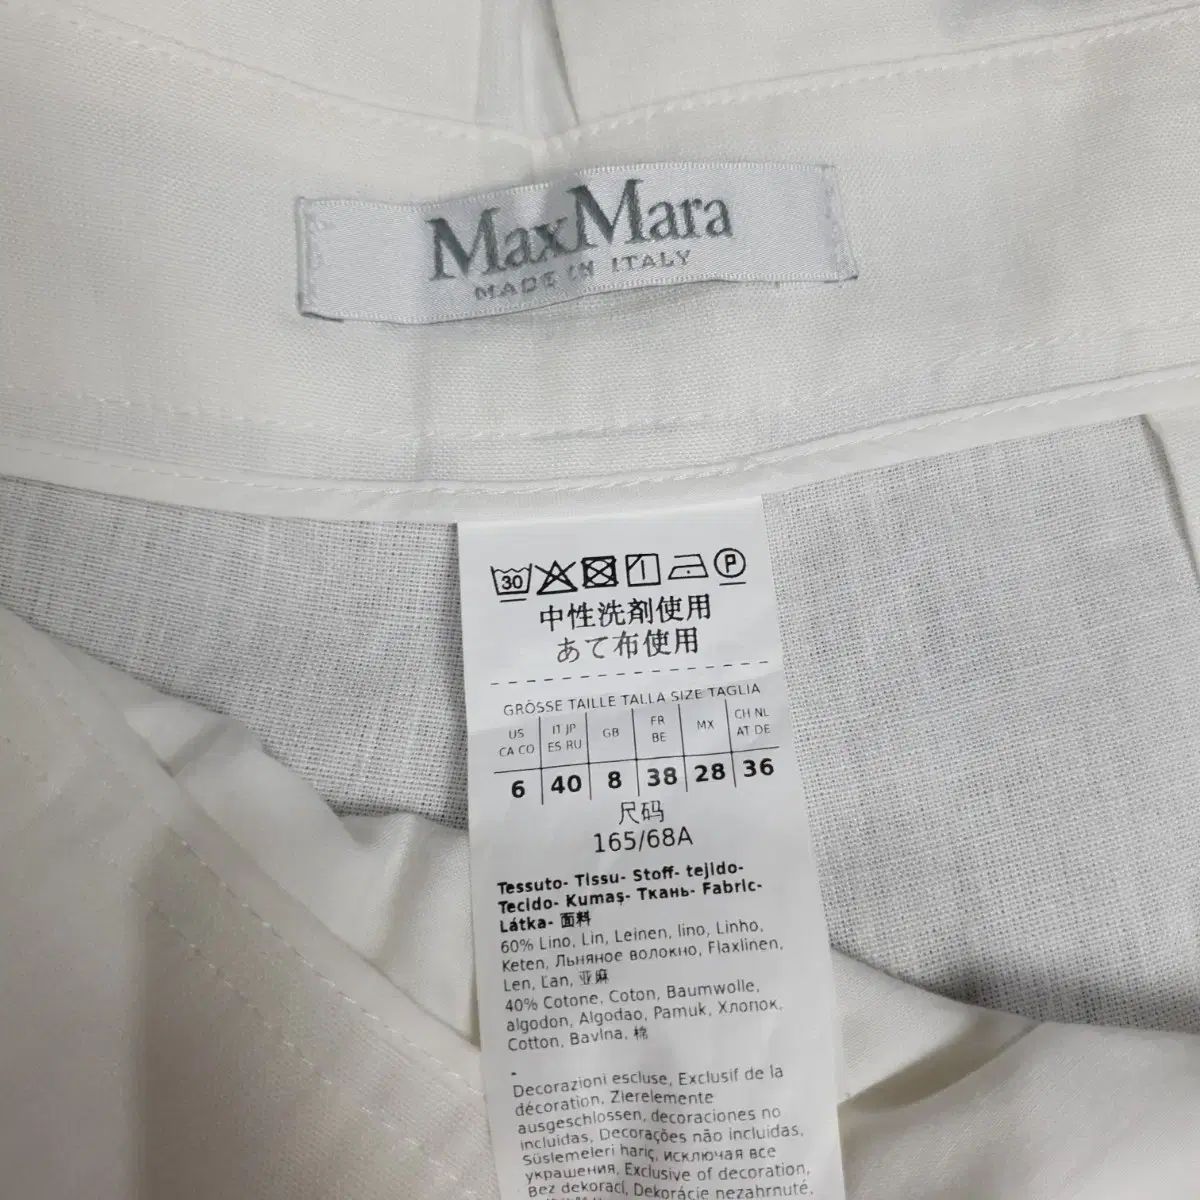 MaxMara
MADE IN ITALY
30 P
中性洗剤使用
あて布使用
GRÖSSE TAILLE TALLA SIZE TAGLIA
US CA CO IT JP ES RU GB FR BE MX CH NL AT DE
6 40 8 38 28 36
尺码
165/68A
Tessuto- Tissu- Stoff- tejido-
Tecido- Kumaş- Ткань- Fabric-
Látka- 面料
60% Lino, Lin, Leinen, lino, Linho,
Keten, Льняное волокно, Flaxlinen,
Len, Ľan, 亚麻
40% Cotone, Coton, Baumwolle,
algodon, Algodao, Pamuk, Хлопок,
Cotton, Bavlna, 棉
-
Decorazioni escluse, Exclusif de la
décoration, Zierelemente
ausgeschlossen, decoraciones no
incluidas, Decorações não incluidas,
Süslemeleri hariç, исключая все
украшения, Exclusive of decoration,
Bez dekorací, Dekorácie nezahrnuté,